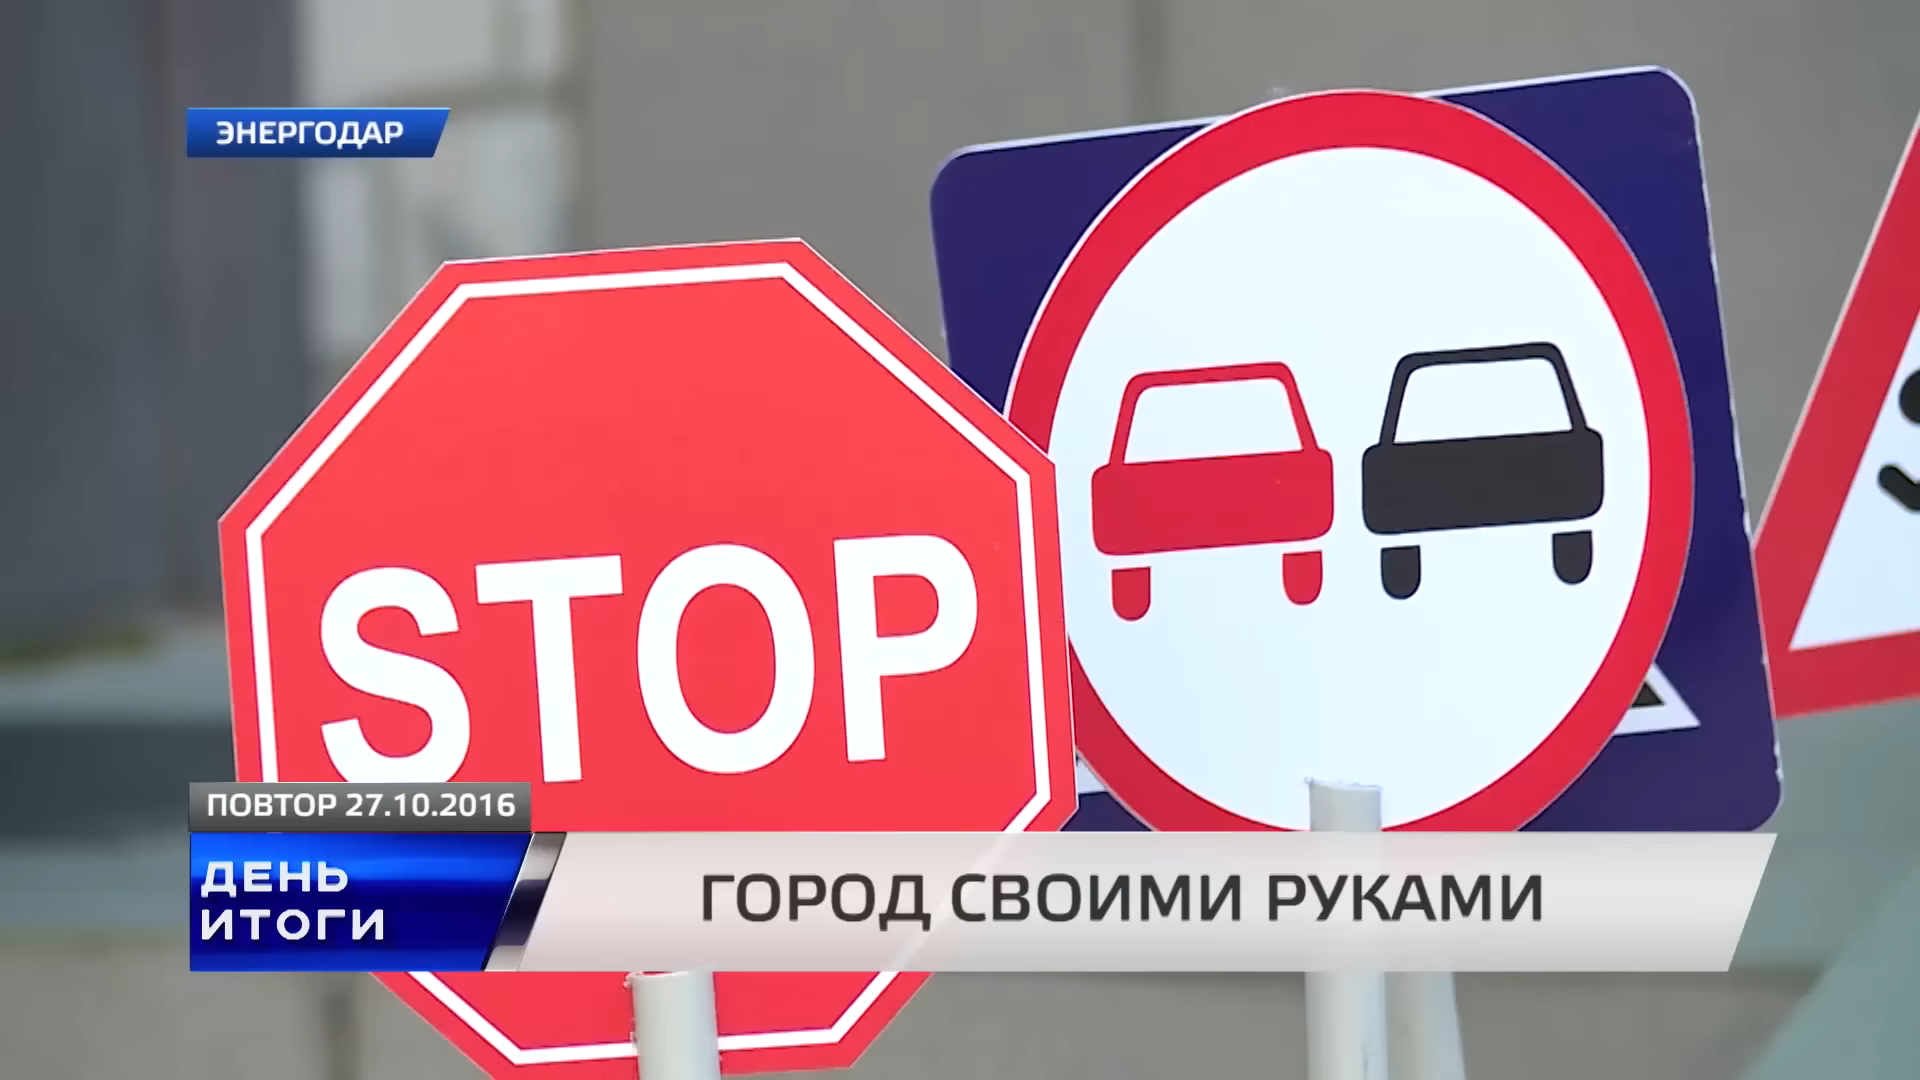 ЭНЕРГОДАР
STOP
ПОВТОР 27.10.2016
ДЕНЬ
ИТОГИ
ГОРОД СВОИМИ РУКАМИ